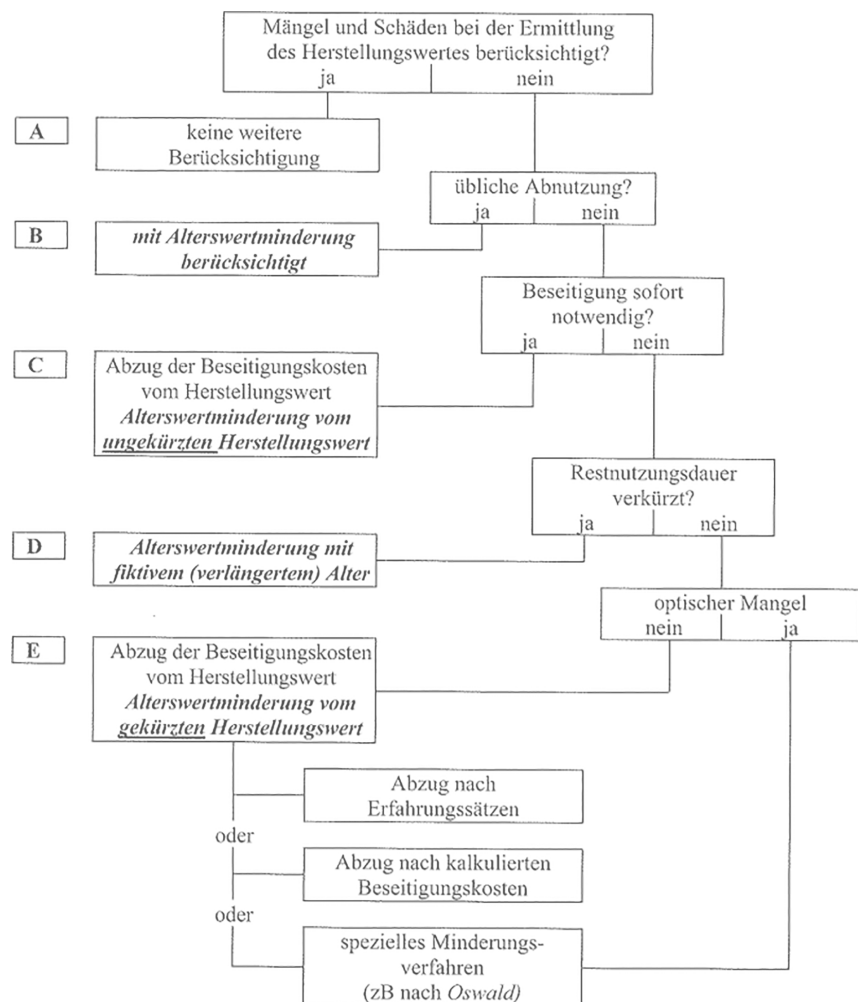 Mängel und Schäden bei der Ermittlung
des Herstellungswertes berücksichtigt?
ja nein
A
keine weitere
Berücksichtigung
übliche Abnutzung?
ja nein
B
mit Alterswertminderung
berücksichtigt
Beseitigung sofort
notwendig?
ja nein
C
Abzug der Beseitigungskosten
vom Herstellungswert
Alterswertminderung vom
ungekürzten Herstellungswert
Restnutzungsdauer
verkürzt?
ja nein
D
Alterswertminderung mit
fiktivem (verlängertem) Alter
optischer Mangel
nein ja
E
Abzug der Beseitigungskosten
vom Herstellungswert
Alterswertminderung vom
gekürzten Herstellungswert
Abzug nach
Erfahrungssätzen
oder
Abzug nach kalkulierten
Beseitigungskosten
oder
spezielles Minderungs-
verfahren
(zB nach Oswald)